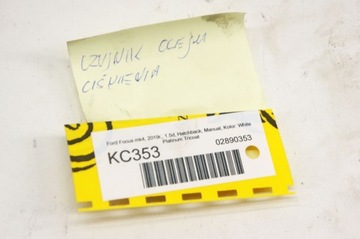 CZUJNIK OLEJU
CIŚNIENIA
Ford Focus mk4, 2019r., 1.5d, Hatchback, Manual, Kolor: White
Platinum Tricoat
KC353
02890353